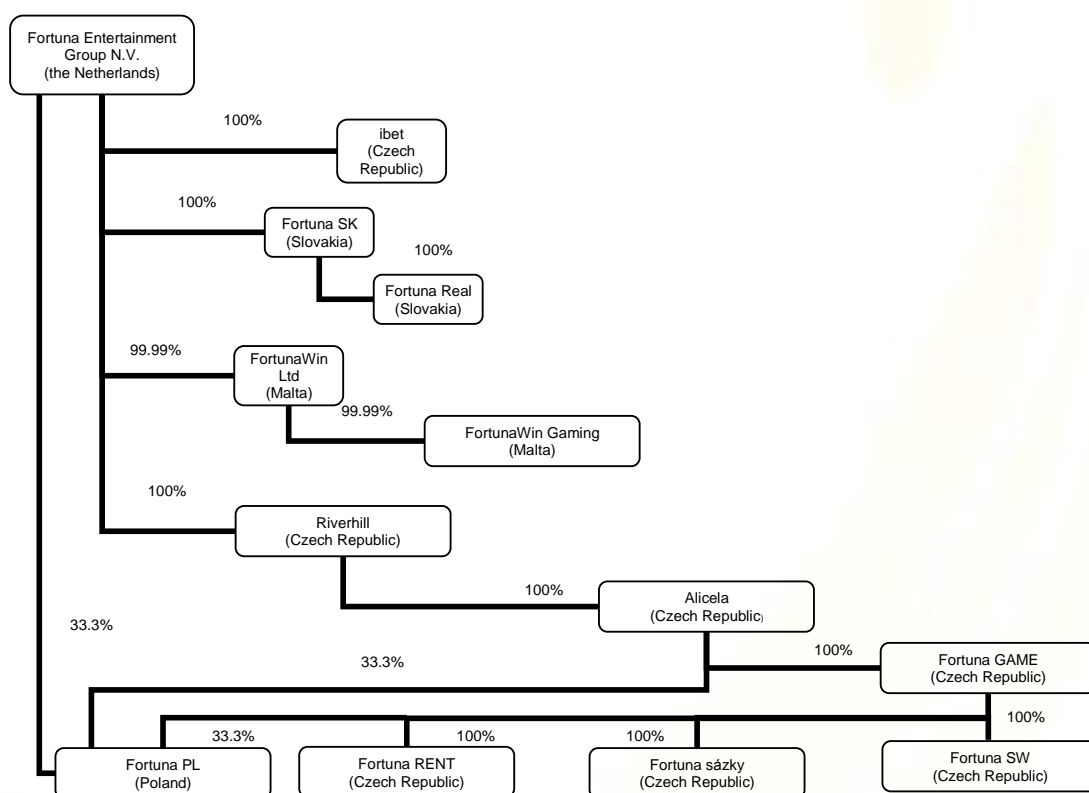 Fortuna Entertainment
Group N.V.
(the Netherlands)
100%
ibet
(Czech
Republic)
100%
Fortuna SK
(Slovakia)
100%
Fortuna Real
(Slovakia)
99.99%
FortunaWin
Ltd
(Malta)
99.99%
FortunaWin Gaming
(Malta)
100%
Riverhill
(Czech Republic)
100%
Alicela
(Czech Republic)
33.3%
33.3%
100%
Fortuna GAME
(Czech Republic)
100%
33.3%
100%
100%
Fortuna PL
(Poland)
Fortuna RENT
(Czech Republic)
Fortuna sázky
(Czech Republic)
Fortuna SW
(Czech Republic)